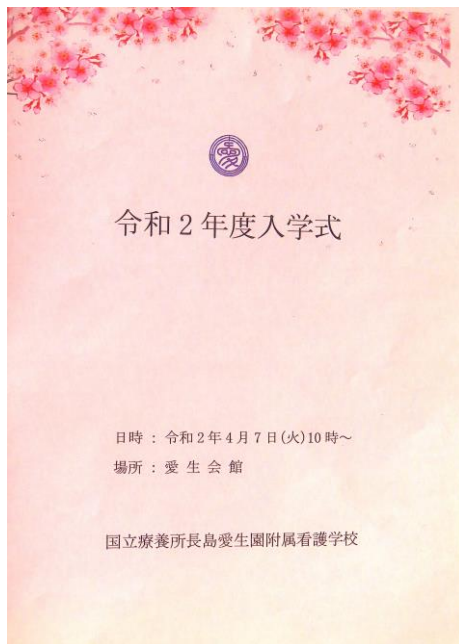 愛
令和2年度入学式
日時 : 令和2年4月7日(火)10時～
場所 : 愛 生 会 館
国立療養所長島愛生園附属看護学校